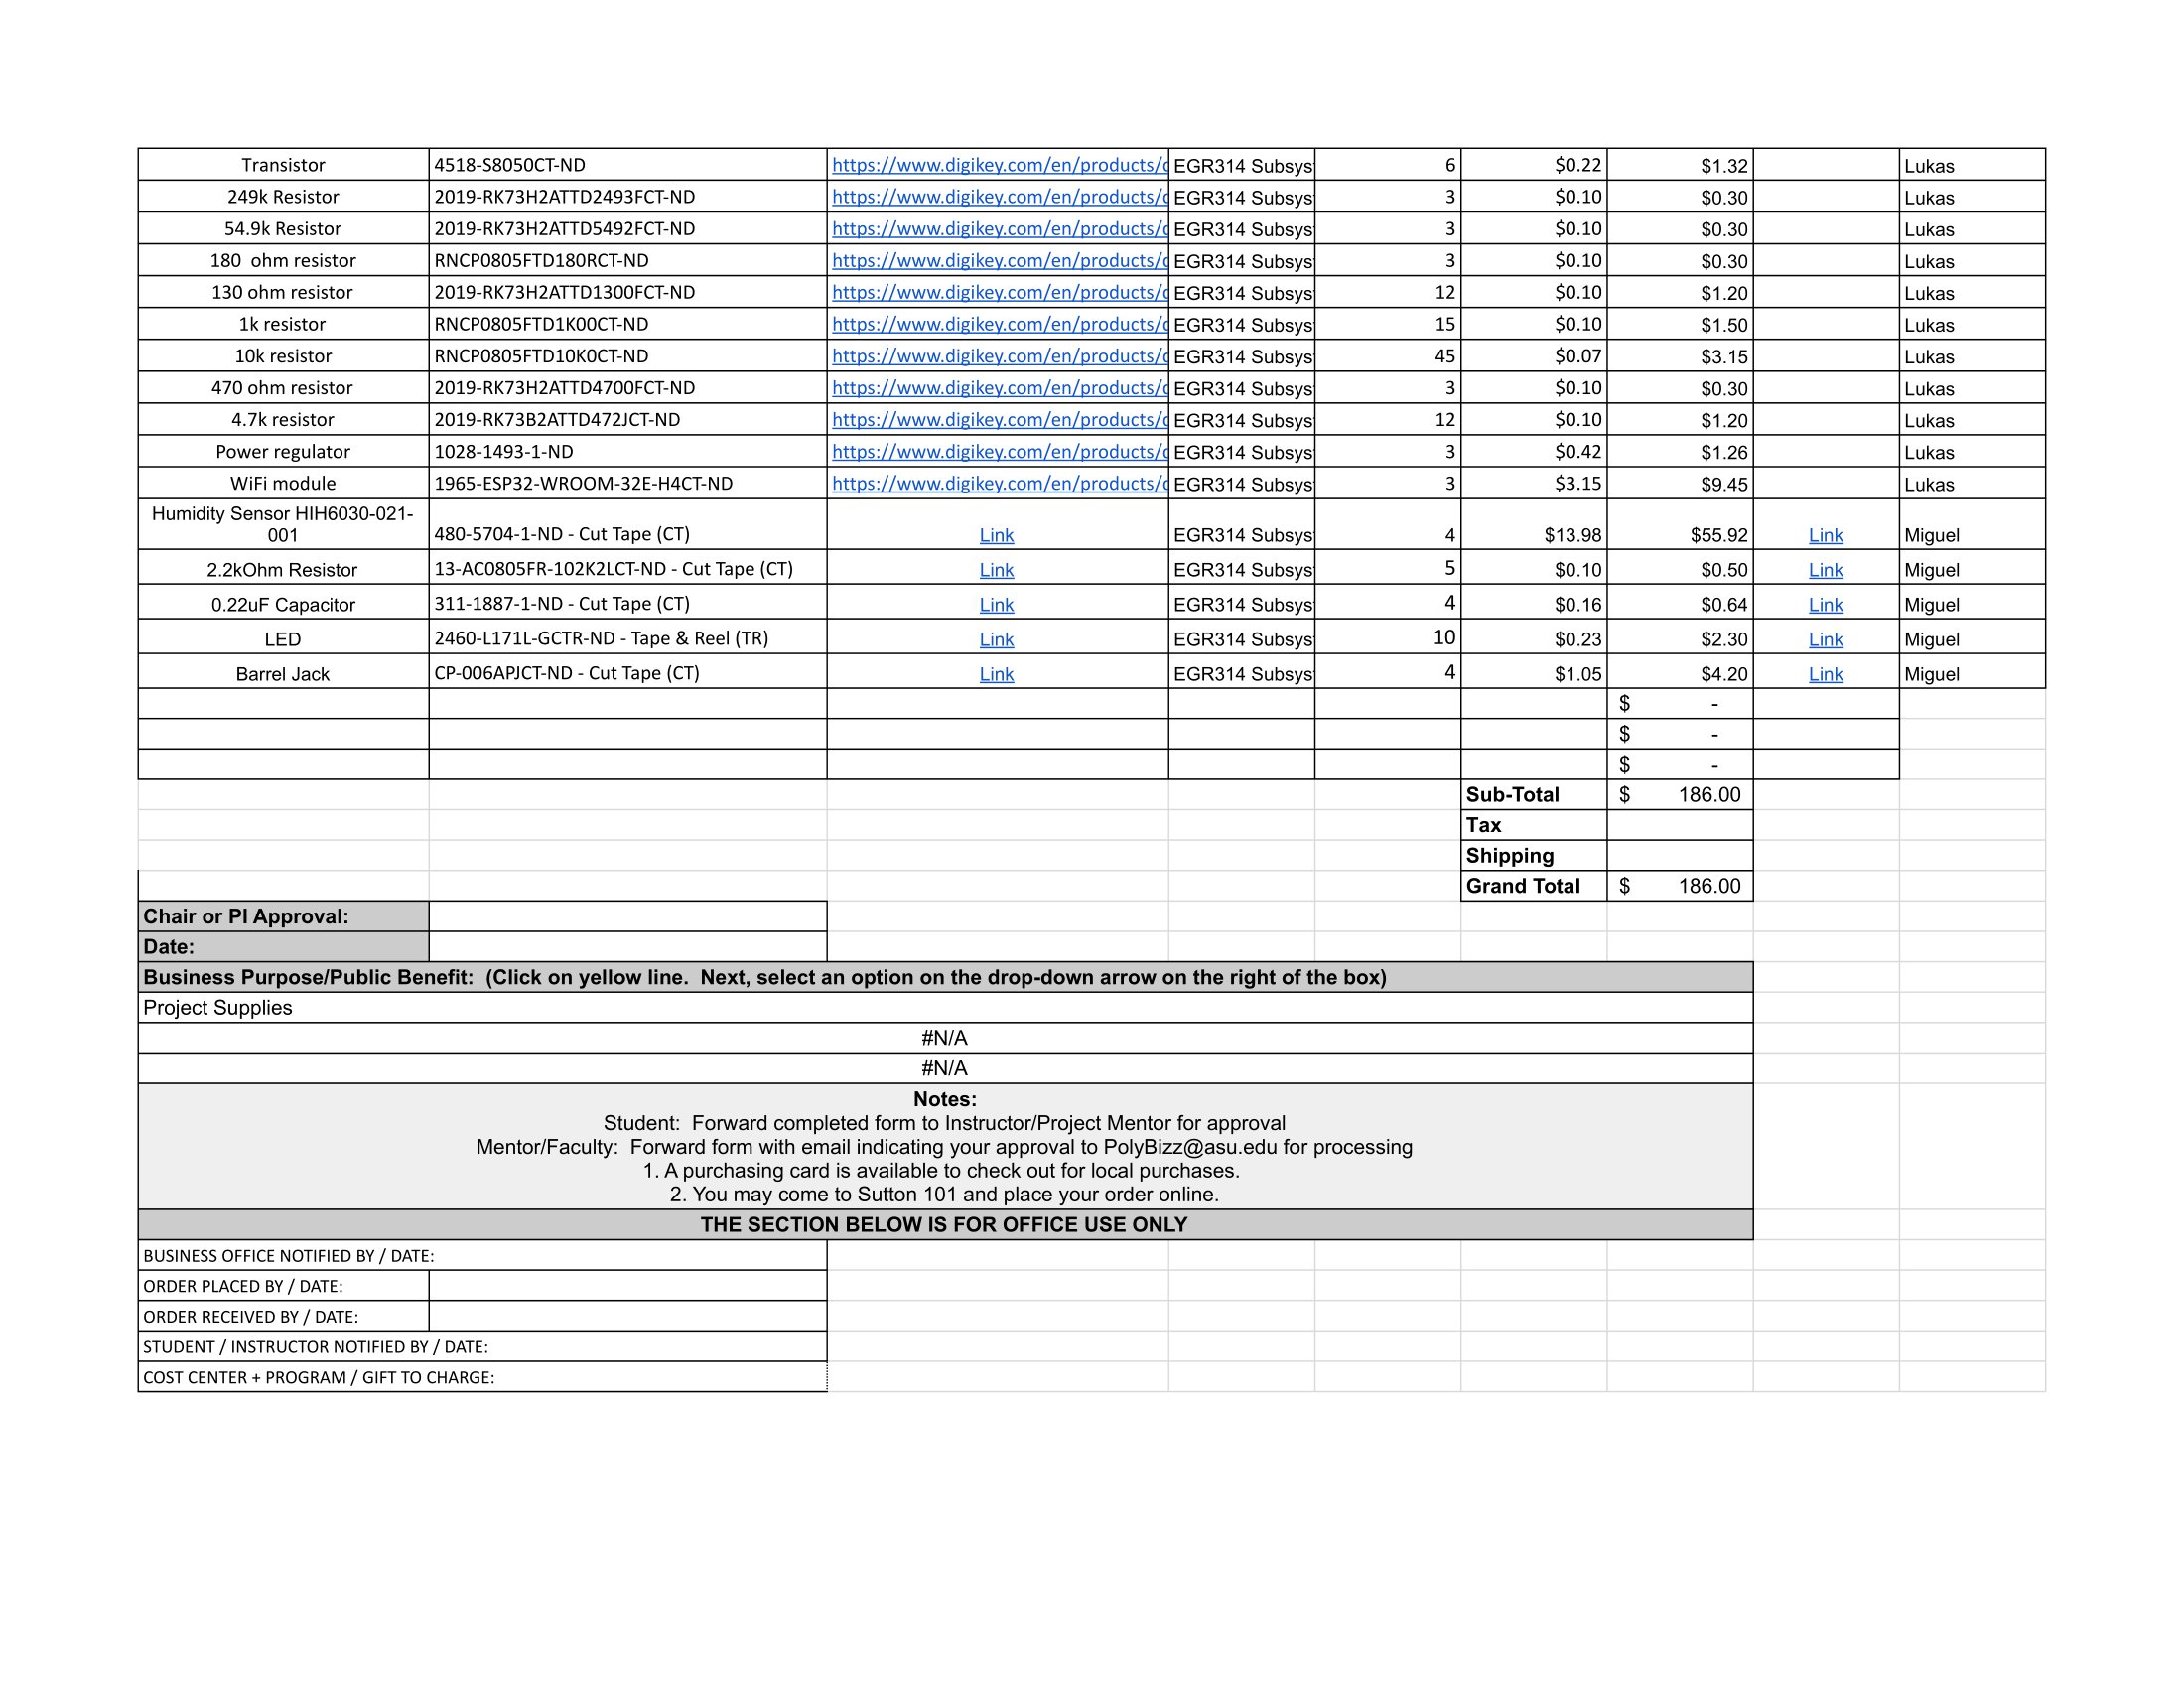 Transistor 4518-S8050CT-ND https://www.digikey.com/en/products/d EGR314 Subsys 6 $0.22 $1.32 Lukas
249k Resistor 2019-RK73H2ATTD2493FCT-ND https://www.digikey.com/en/products/d EGR314 Subsys 3 $0.10 $0.30 Lukas
54.9k Resistor 2019-RK73H2ATTD5492FCT-ND https://www.digikey.com/en/products/d EGR314 Subsys 3 $0.10 $0.30 Lukas
180 ohm resistor RNCP0805FTD180RCT-ND https://www.digikey.com/en/products/d EGR314 Subsys 3 $0.10 $0.30 Lukas
130 ohm resistor 2019-RK73H2ATTD1300FCT-ND https://www.digikey.com/en/products/d EGR314 Subsys 12 $0.10 $1.20 Lukas
1k resistor RNCP0805FTD1K00CT-ND https://www.digikey.com/en/products/d EGR314 Subsys 15 $0.10 $1.50 Lukas
10k resistor RNCP0805FTD10K0CT-ND https://www.digikey.com/en/products/d EGR314 Subsys 45 $0.07 $3.15 Lukas
470 ohm resistor 2019-RK73H2ATTD4700FCT-ND https://www.digikey.com/en/products/d EGR314 Subsys 3 $0.10 $0.30 Lukas
4.7k resistor 2019-RK73B2ATTD472JCT-ND https://www.digikey.com/en/products/d EGR314 Subsys 12 $0.10 $1.20 Lukas
Power regulator 1028-1493-1-ND https://www.digikey.com/en/products/d EGR314 Subsys 3 $0.42 $1.26 Lukas
WiFi module 1965-ESP32-WROOM-32E-H4CT-ND https://www.digikey.com/en/products/d EGR314 Subsys 3 $3.15 $9.45 Lukas
Humidity Sensor HIH6030-021-
001 480-5704-1-ND - Cut Tape (CT) Link EGR314 Subsys 4 $13.98 $55.92 Link Miguel
2.2kOhm Resistor 13-AC0805FR-102K2LCT-ND - Cut Tape (CT) Link EGR314 Subsys 5 $0.10 $0.50 Link Miguel
0.22uF Capacitor 311-1887-1-ND - Cut Tape (CT) Link EGR314 Subsys 4 $0.16 $0.64 Link Miguel
LED 2460-L171L-GCTR-ND - Tape & Reel (TR) Link EGR314 Subsys 10 $0.23 $2.30 Link Miguel
Barrel Jack CP-006APJCT-ND - Cut Tape (CT) Link EGR314 Subsys 4 $1.05 $4.20 Link Miguel
$ -
$ -
$ -
Sub-Total $ 186.00
Tax
Shipping
Grand Total $ 186.00
Chair or PI Approval:
Date:
Business Purpose/Public Benefit: (Click on yellow line. Next, select an option on the drop-down arrow on the right of the box)
Project Supplies
#N/A
#N/A
Notes:
Student: Forward completed form to Instructor/Project Mentor for approval
Mentor/Faculty: Forward form with email indicating your approval to PolyBizz@asu.edu for processing
1. A purchasing card is available to check out for local purchases.
2. You may come to Sutton 101 and place your order online.
THE SECTION BELOW IS FOR OFFICE USE ONLY
BUSINESS OFFICE NOTIFIED BY / DATE:
ORDER PLACED BY / DATE:
ORDER RECEIVED BY / DATE:
STUDENT / INSTRUCTOR NOTIFIED BY / DATE:
COST CENTER + PROGRAM / GIFT TO CHARGE: